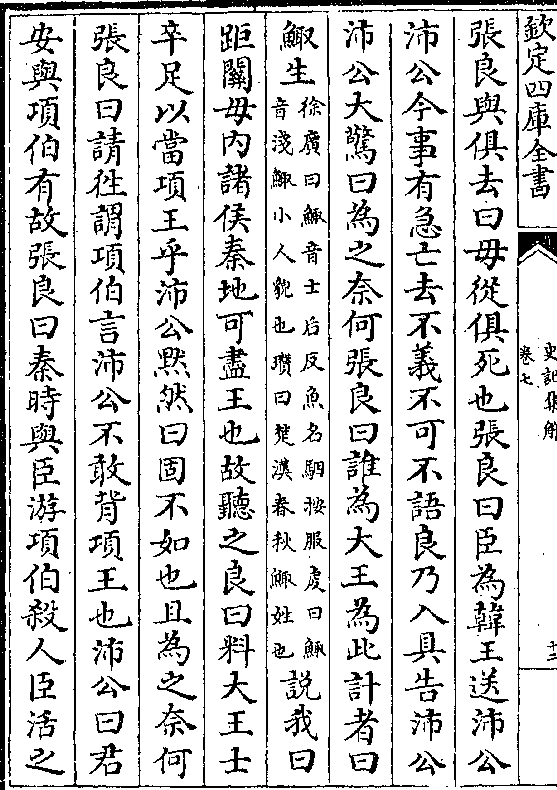 欽定四庫全書
史記集解
卷七
十三
張良與俱去曰毋從俱死也張良曰臣為韓王送沛公
沛公今事有急亡去不義不可不語良乃入具告沛公
沛公大驚曰為之奈何張良曰誰為大王為此計者曰
鯫生
徐廣曰鯫音士后反魚名駰按服虔曰鯫
音淺鯫小人貌也瓚曰楚漢春秋鯫姓也
說我曰
距關毋内諸侯秦地可盡王也故聽之良曰料大王士
卒足以當項王乎沛公黙然曰固不如也且為之奈何
張良曰請往謂項伯言沛公不敢背項王也沛公曰君
安與項伯有故張良曰秦時與臣游項伯殺人臣活之